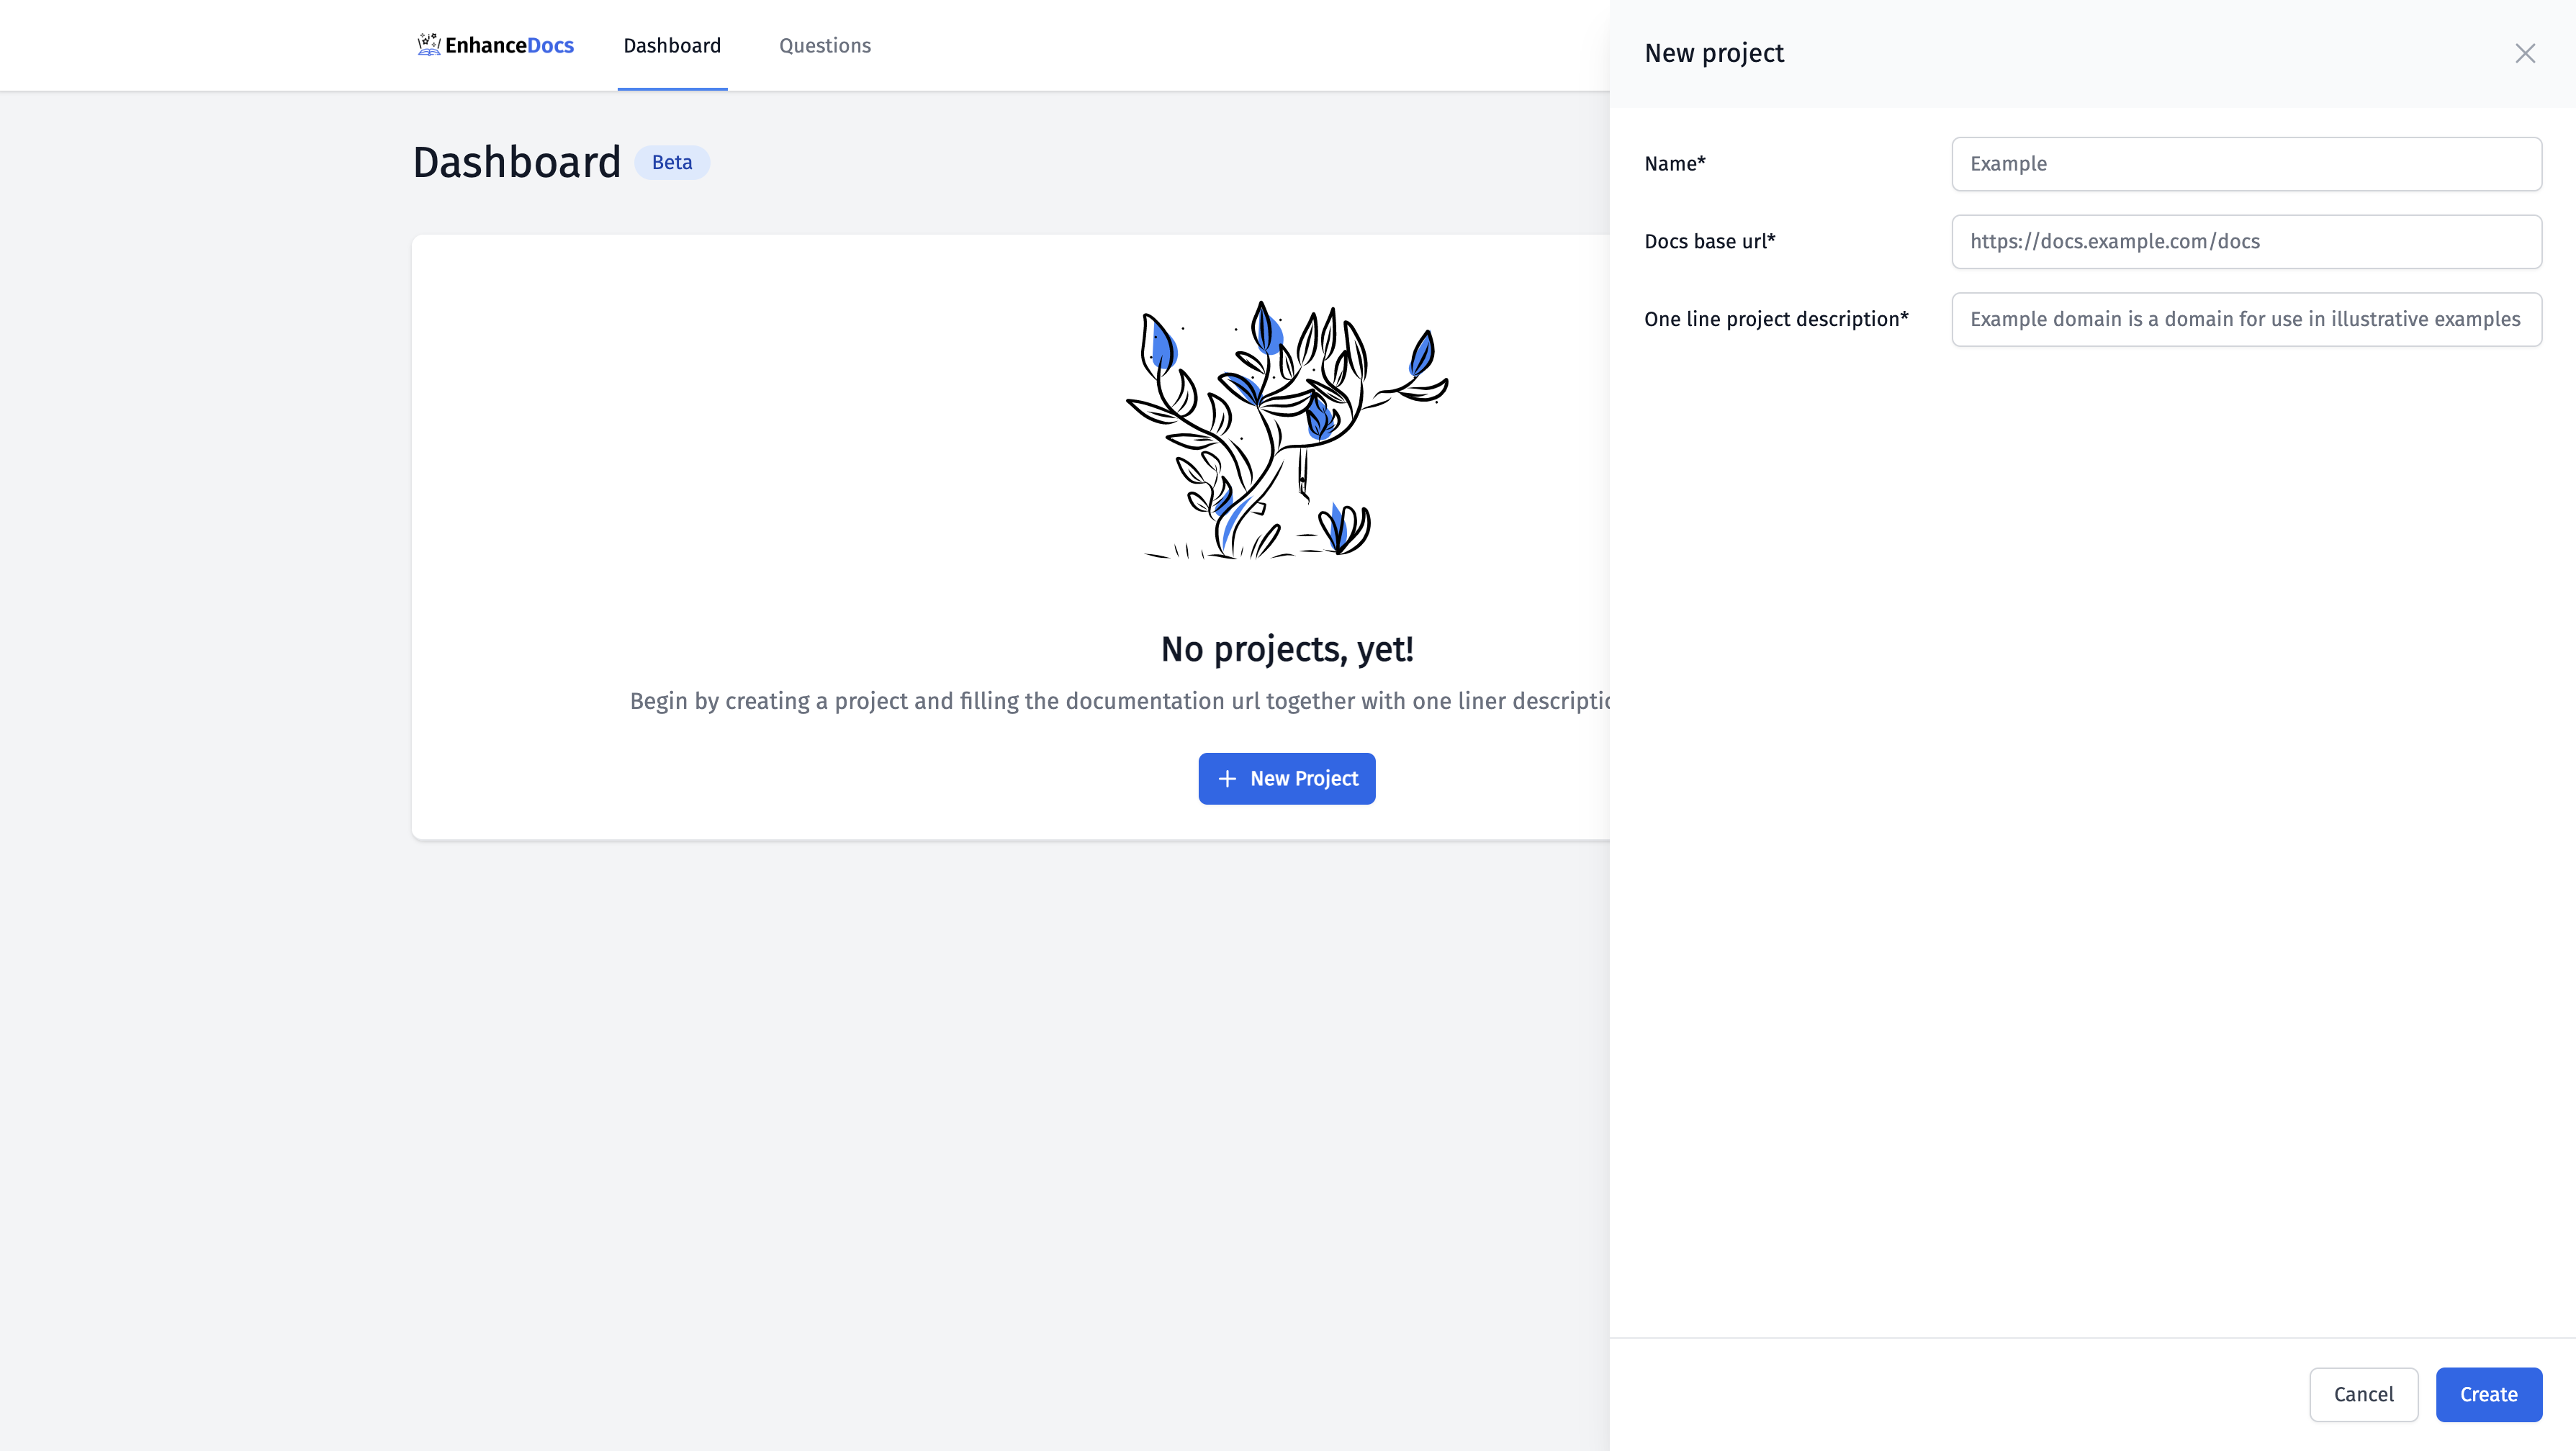 EnhanceDocs
Dashboard
Questions
Dashboard
Beta
No projects, yet!
Begin by creating a project and filling the documentation url together with one liner
New Project
New project
Name*
Example
Docs base url*
https://docs.example.com/docs
One line project description*
Example domain is a domain for use in illustrative examples
Cancel
Create